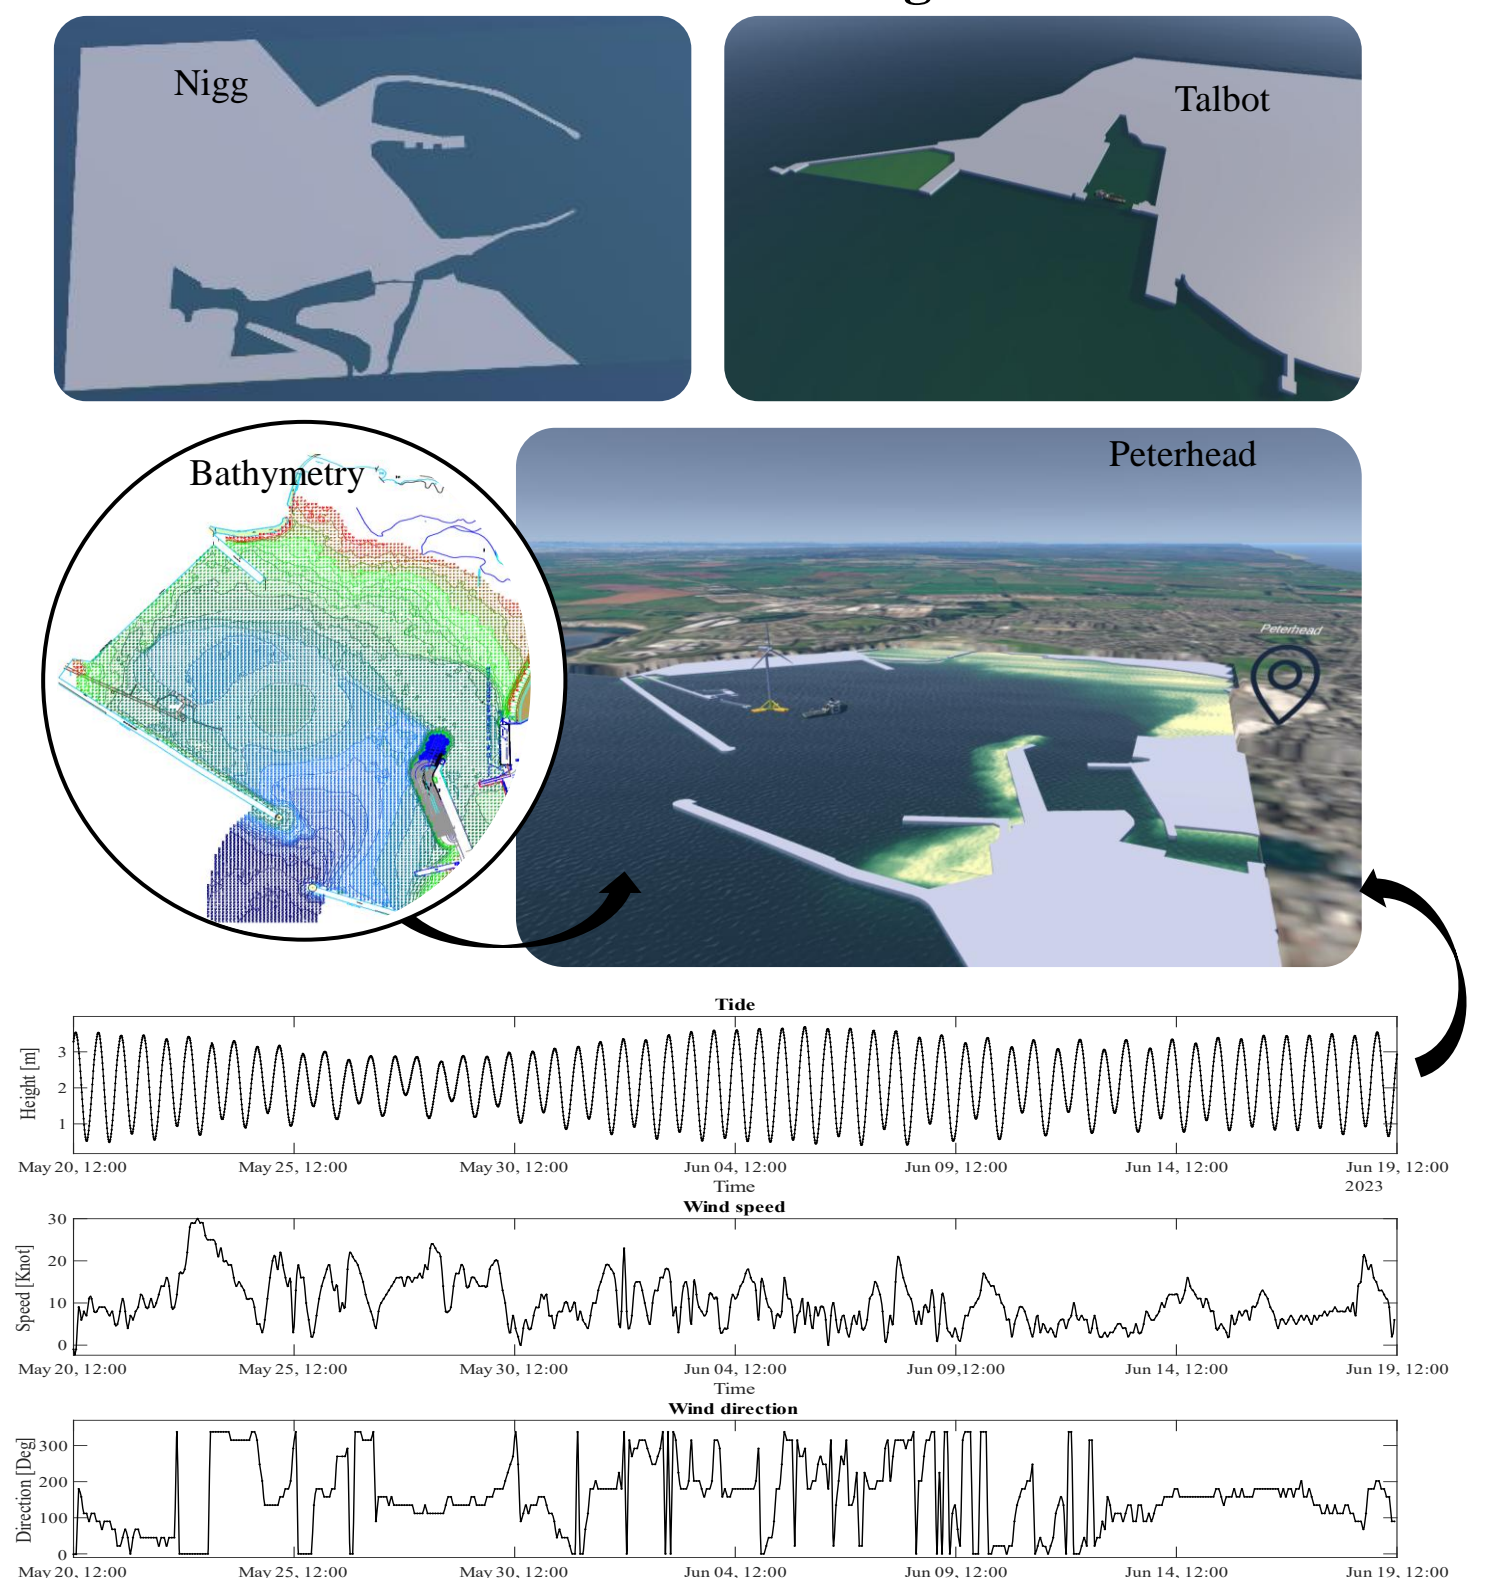 Nigg
Talbot
Bathymetry
Peterhead
Peterhead
Tide
Height [m]
3
2
1
May 20, 12:00 May 25, 12:00 May 30, 12:00 Jun 04, 12:00 Jun 09, 12:00 Jun 14, 12:00 Jun 19, 12:00
Time
2023
Wind speed
Speed [Knot]
30
20
10
0
May 20, 12:00 May 25, 12:00 May 30, 12:00 Jun 04, 12:00 Jun 09,12:00 Jun 14, 12:00 Jun 19, 12:00
Time
Wind direction
Direction [Deg]
300
200
100
0
May 20, 12:00 May 25, 12:00 May 30, 12:00 Jun 04, 12:00 Jun 09, 12:00 Jun 14, 12:00 Jun 19, 12:00